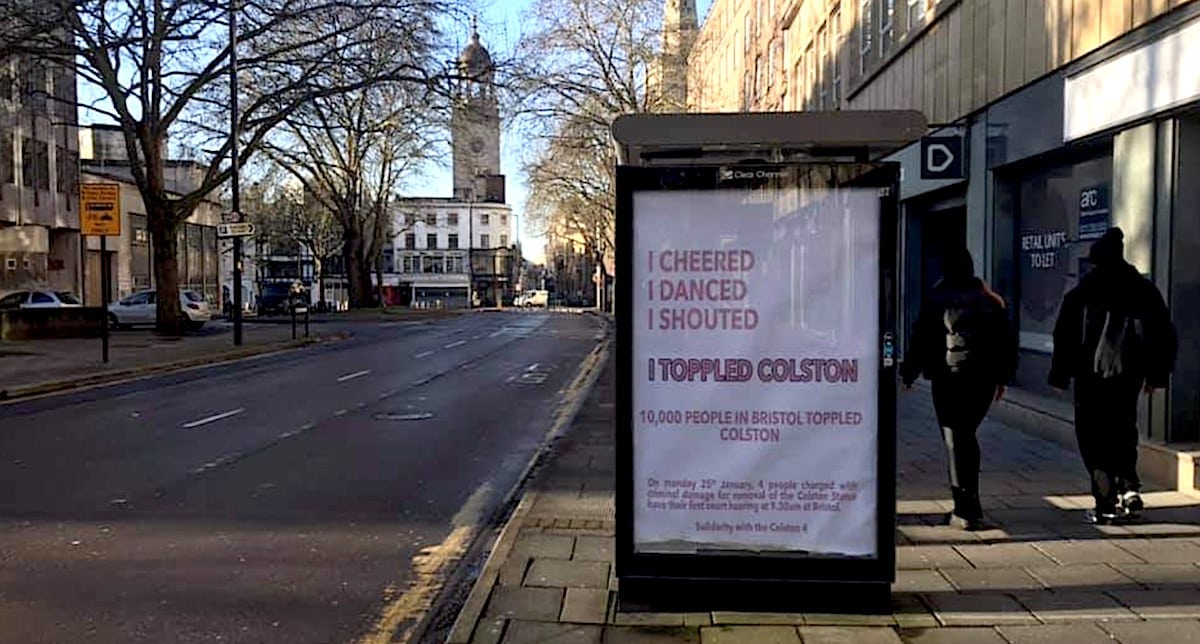 Clear Channel
I CHEERED
I DANCED
I SHOUTED
I TOPPLED COLSTON
10,000 PEOPLE IN BRISTOL TOPPLED
COLSTON
On monday 25th January, 4 people charged with
criminal damage for removal of the Colston Statue
have their first court hearing at 9.30am at Bristol.
Solidarity with the Colston 4
D
arc
RETAIL UNITS
TO LET